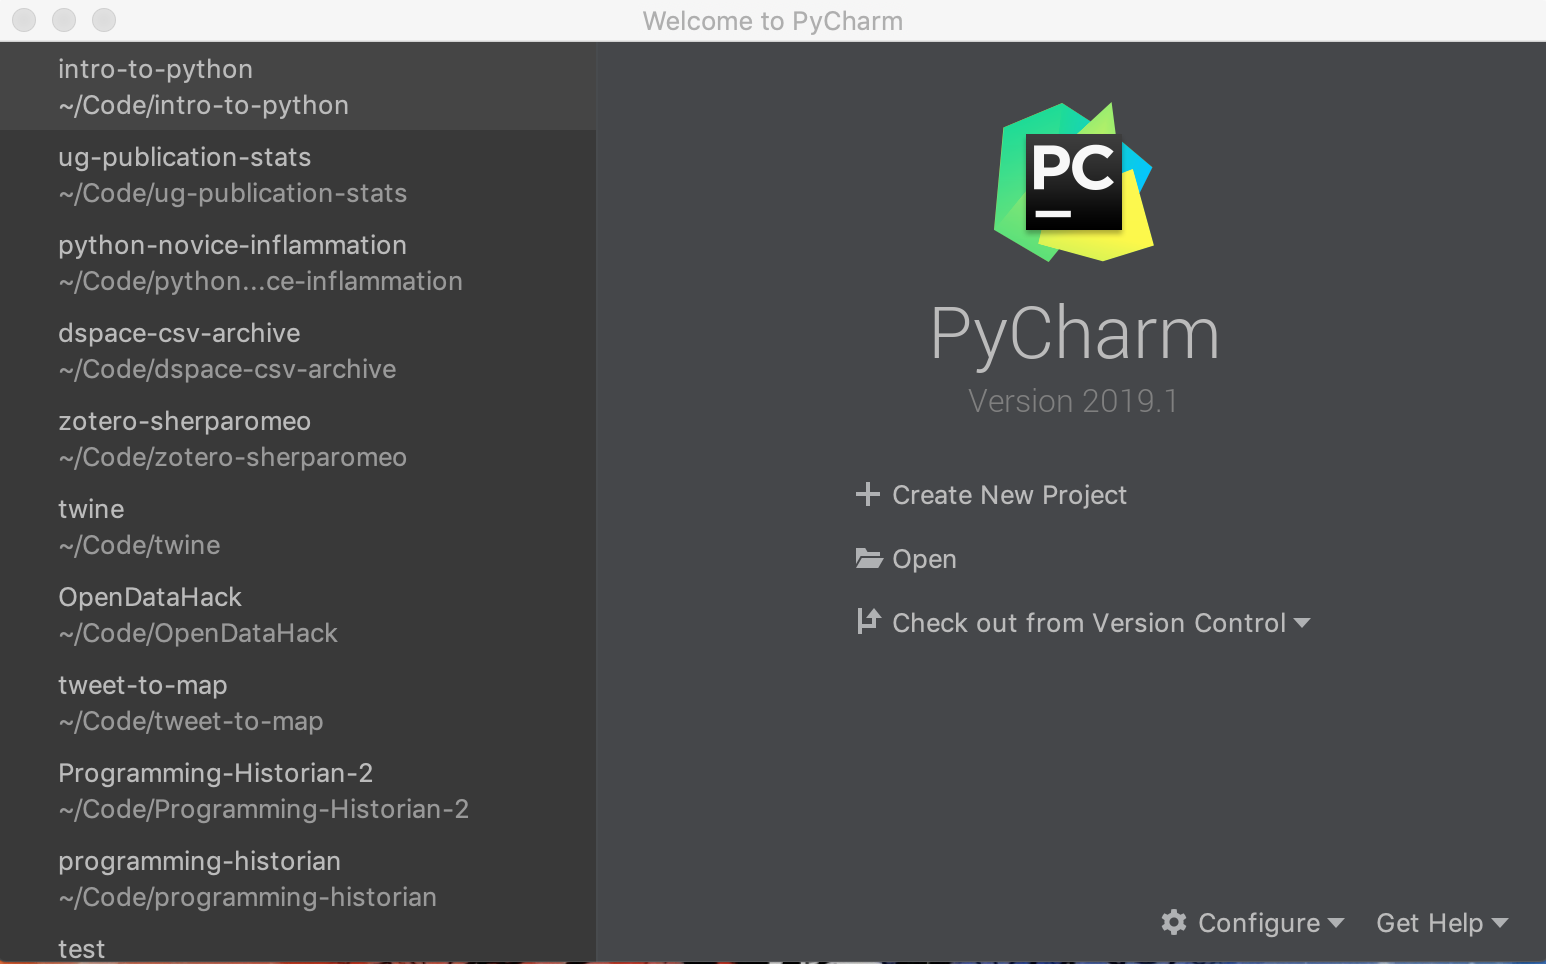 Welcome to PyCharm
intro-to-python
~/Code/intro-to-python
ug-publication-stats
~/Code/ug-publication-stats
python-novice-inflammation
~/Code/python...ce-inflammation
dspace-csv-archive
~/Code/dspace-csv-archive
zotero-sherparomeo
~/Code/zotero-sherparomeo
twine
~/Code/twine
OpenDataHack
~/Code/OpenDataHack
tweet-to-map
~/Code/tweet-to-map
Programming-Historian-2
~/Code/Programming-Historian-2
programming-historian
~/Code/programming-historian
test
PC
PyCharm
Version 2019.1
Create New Project
Open
Check out from Version Control
Configure
Get Help